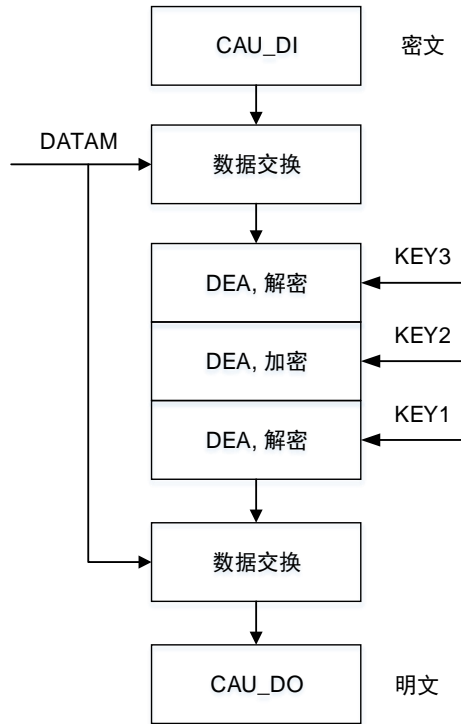 CAU_DI 密文
DATAM
数据交换
KEY3
DEA, 解密
KEY2
DEA, 加密
KEY1
DEA, 解密
数据交换
CAU_DO 明文